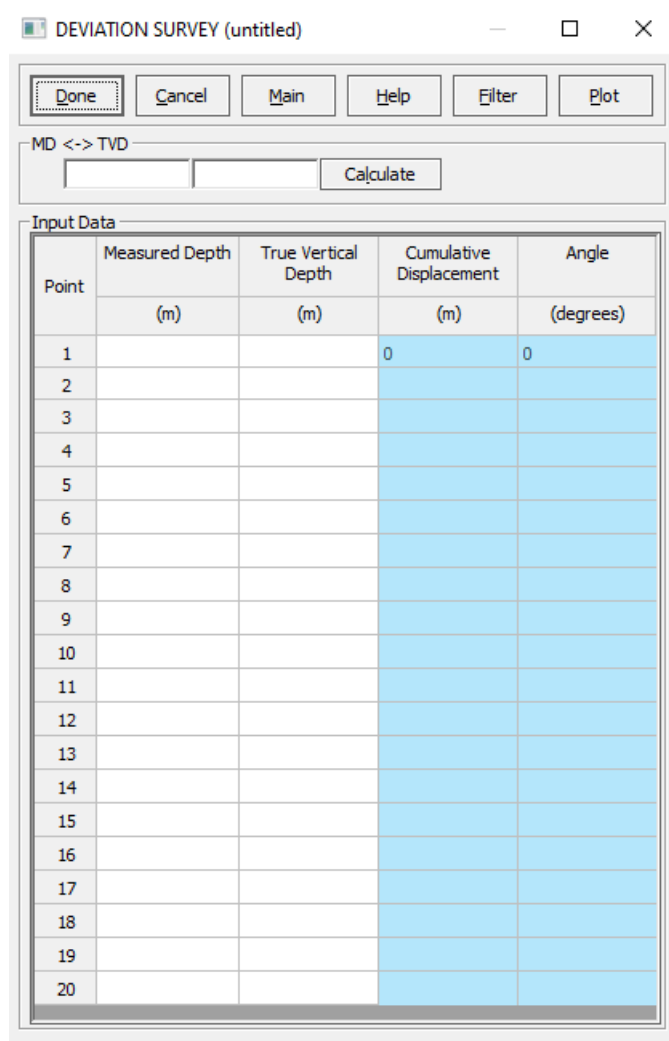 DEVIATION SURVEY (untitled)
Done Cancel Main Help Filter Plot
MD <-> TVD
Calculate
Input Data
Point Measured Depth True Vertical Depth Cumulative Displacement Angle
(m) (m) (m) (degrees)
1 0 0
2
3
4
5
6
7
8
9
10
11
12
13
14
15
16
17
18
19
20